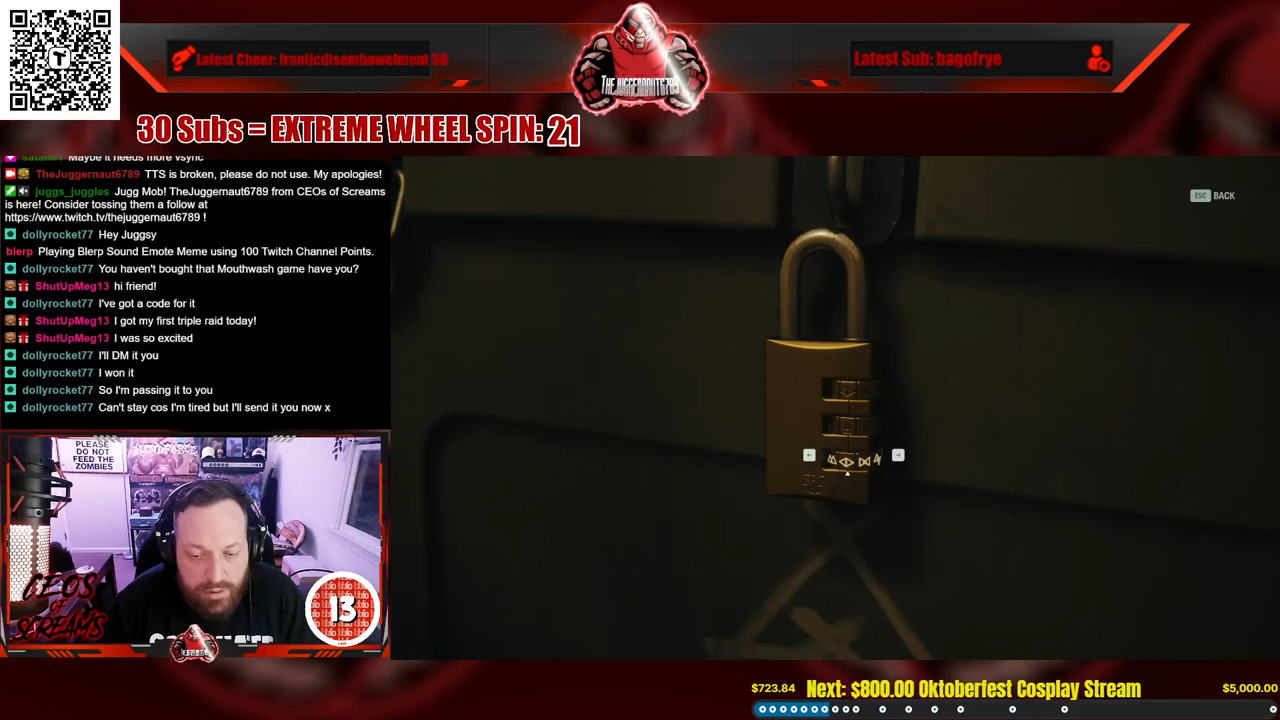 Latest Cheer: franticdisembowelment 50
THEJUGGERNAUT6789
Latest Sub: bagofrye
30 Subs = EXTREME WHEEL SPIN: 21
satan81 Maybe it needs more vsync
TheJuggernaut6789 TTS is broken, please do not use. My apologies!
juggs_juggies Jugg Mob! TheJuggernaut6789 from CEOs of Screams
is here! Consider tossing them a follow at
https://www.twitch.tv/thejuggernaut6789 !
dollyrocket77 Hey Juggsy
blerp Playing Blerp Sound Emote Meme using 100 Twitch Channel Points.
dollyrocket77 You haven't bought that Mouthwash game have you?
ShutUpMeg13 hi friend!
dollyrocket77 I've got a code for it
ShutUpMeg13 I got my first triple raid today!
ShutUpMeg13 I was so excited
dollyrocket77 I'll DM it you
dollyrocket77 I won it
dollyrocket77 So I'm passing it to you
dollyrocket77 Can't stay cos I'm tired but I'll send it you now x
ESC BACK
PLEASE
DO NOT
FEED THE
ZOMBIES
CEOS
OF
SCREAMS
13
$723.84 Next: $800.00 Oktoberfest Cosplay Stream $5,000.00